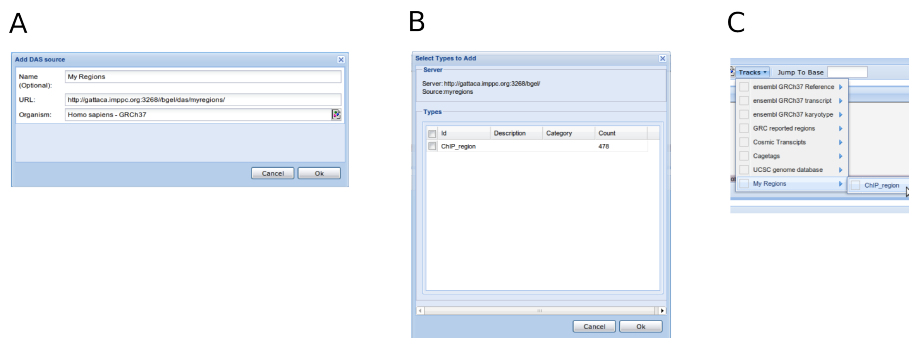 A
Add DAS source
Name
(Optional):
My Regions
URL:
http://gattaca.imppc.org:3268//bgel/das/myregions/
Organism:
Homo sapiens - GRCh37
Cancel
Ok
B
Select Types to Add
Server
Server: http://gattaca.imppc.org:3268/bgel/
Source:myregions
Types
Id Description Category Count
ChIP_region 478
Cancel
Ok
C
Tracks Jump To Base
ensembl GRCh37 Reference
ensembl GRCh37 transcript
ensembl GRCh37 karyotype
GRC reported regions
Cosmic Transcipts
Cagetags
UCSC genome database
My Regions
ChIP_region